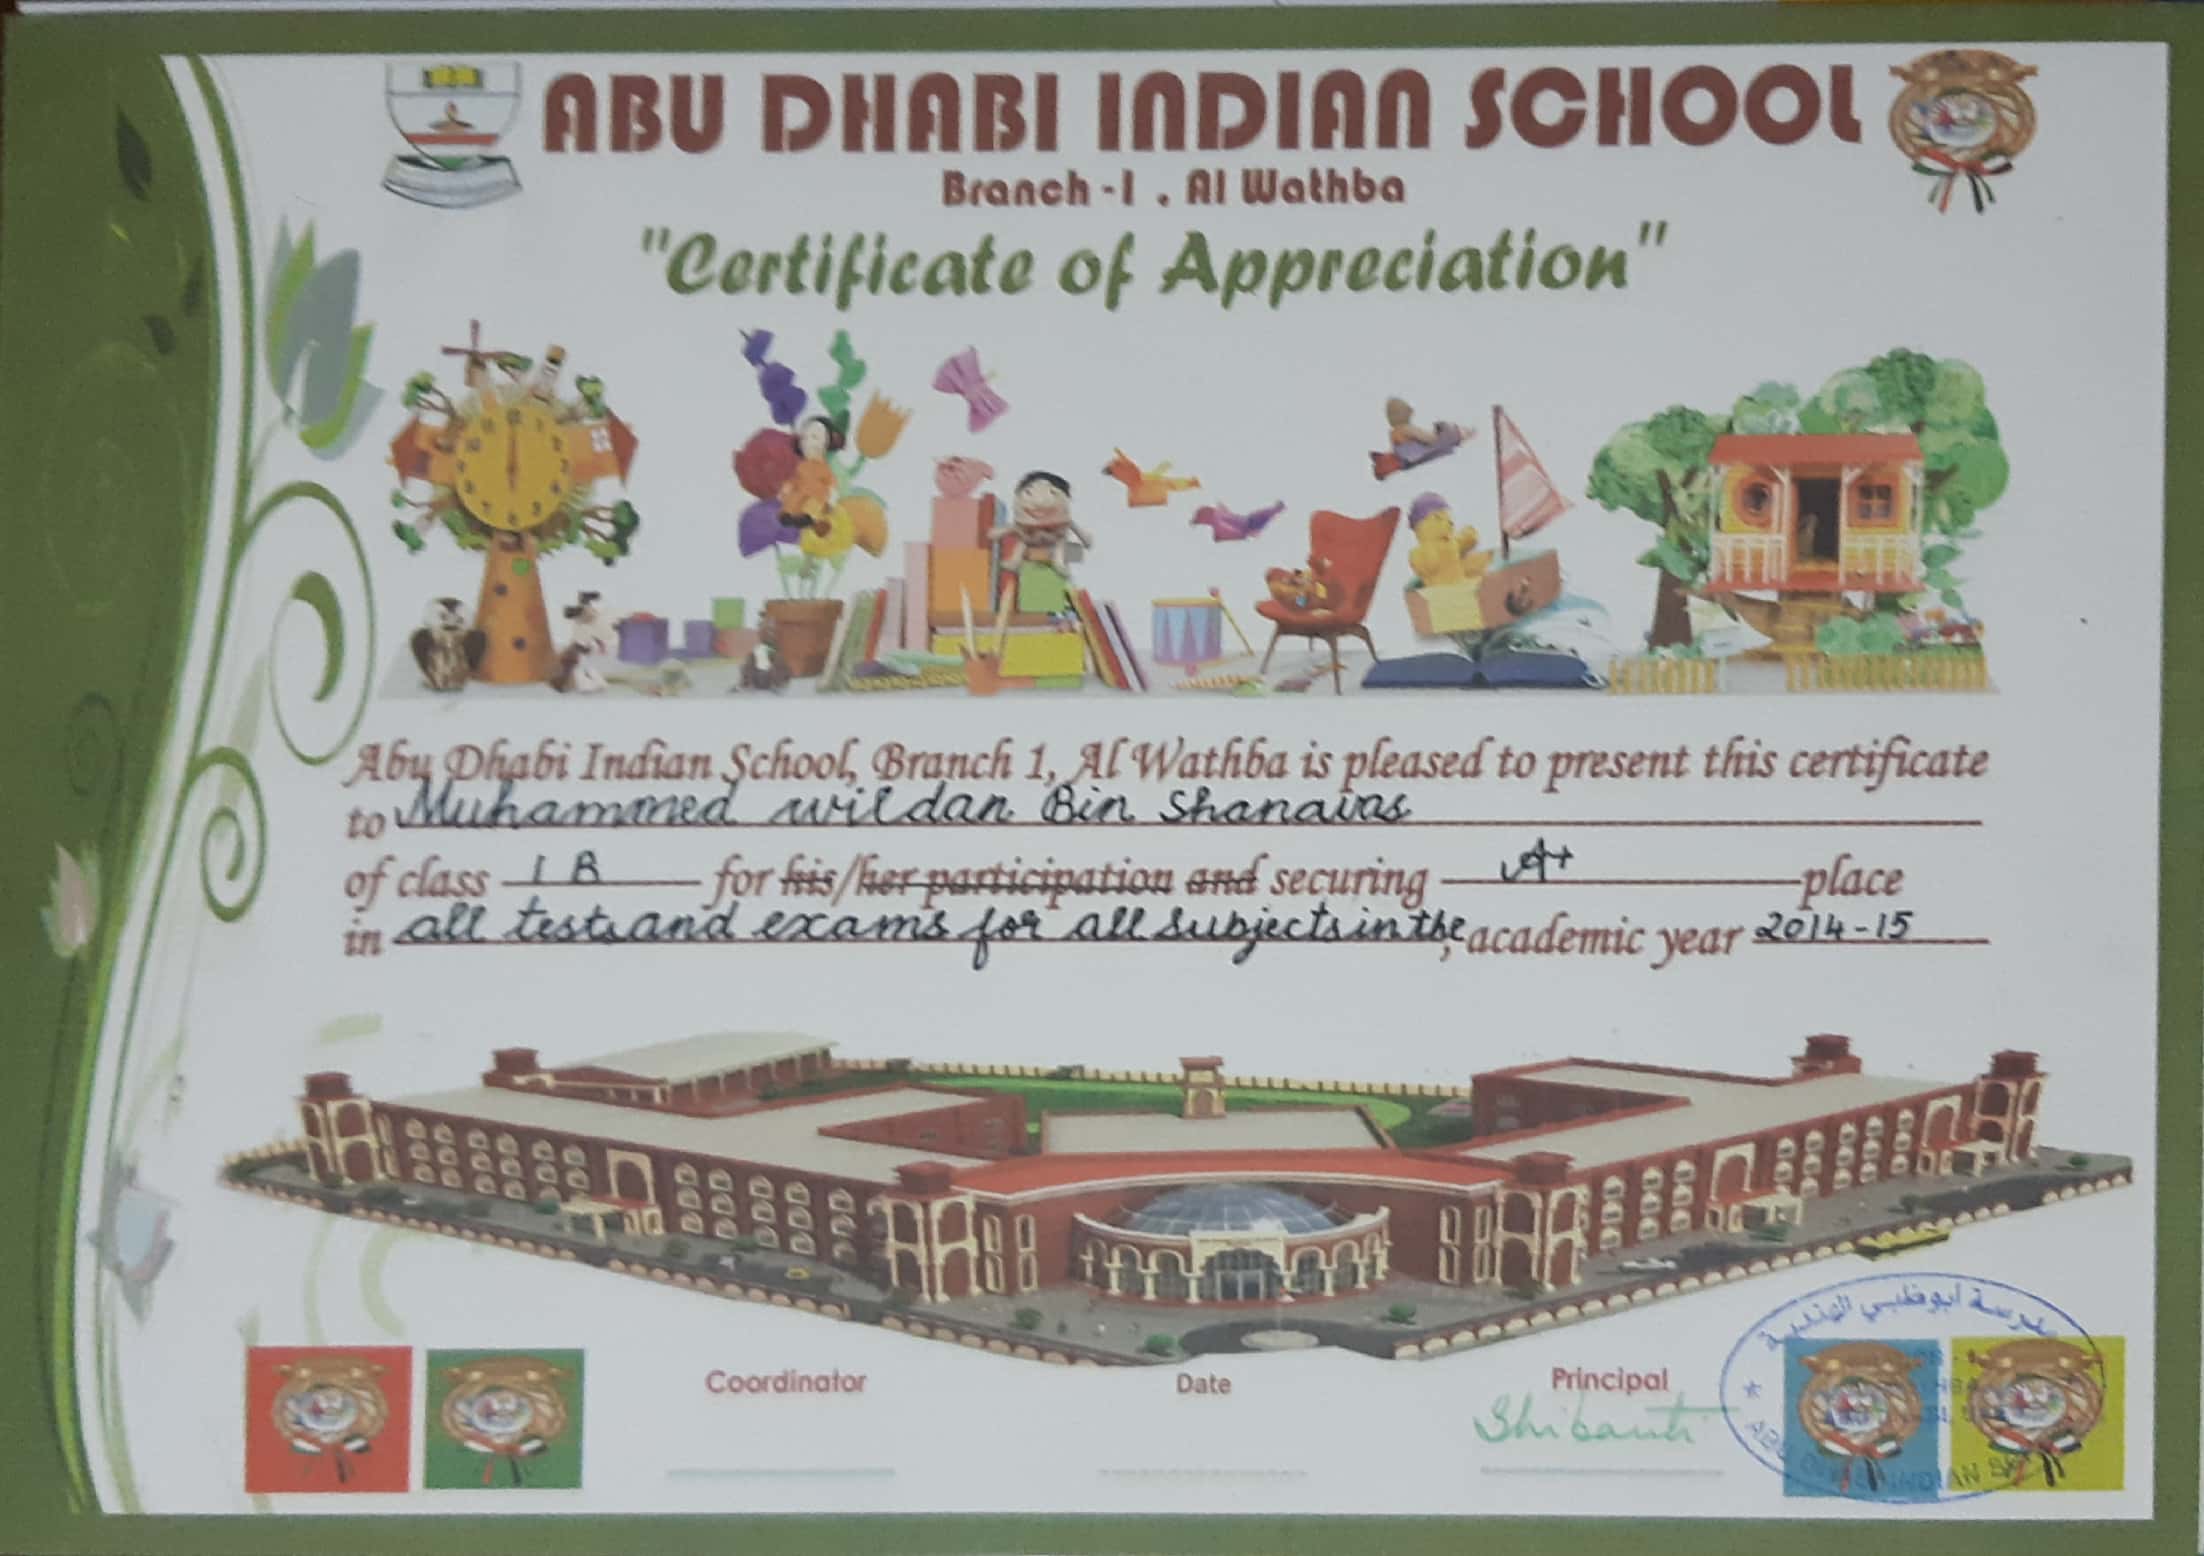 ABU DHABI INDIAN SCHOOL
Branch -1 . Al Wathba
"Certificate of Appreciation"
Abu Dhabi Indian School, Branch 1, Al Wathba is pleased to present this certificate
to Muhammed wildan Bin Shanavas
of class 1 B for his/her participation and securing A+ place
in all tests and exams for all subjects in the, academic year 2014-15
Coordinator Date Principal
Shibanti
مدرسة أبوظبي الهندية
ABU DHABI INDIAN